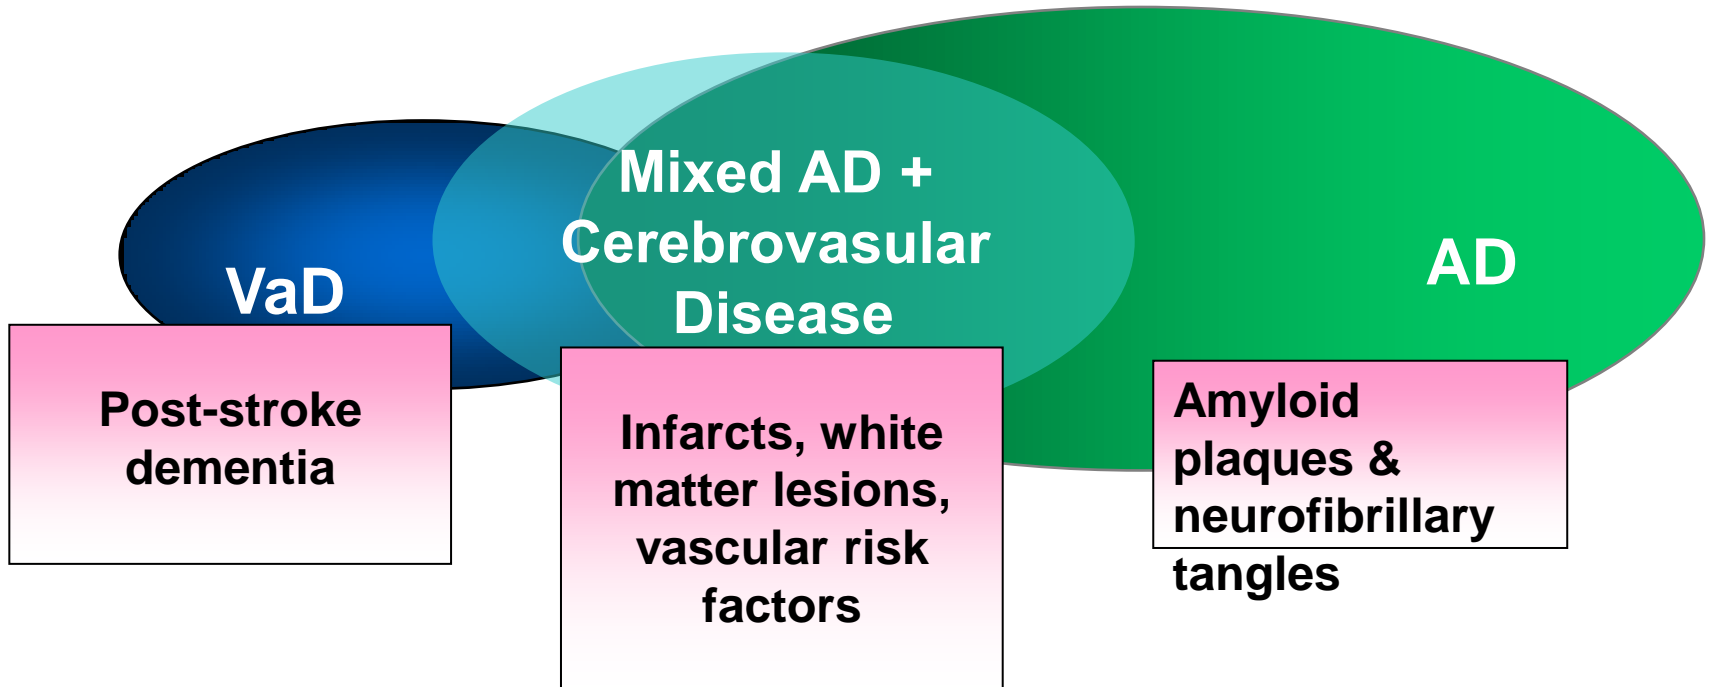 Mixed AD +
Cerebrovasular
Disease
VaD
AD
Post-stroke
dementia
Infarcts, white
matter lesions,
vascular risk
factors
Amyloid
plaques &
neurofibrillary
tangles